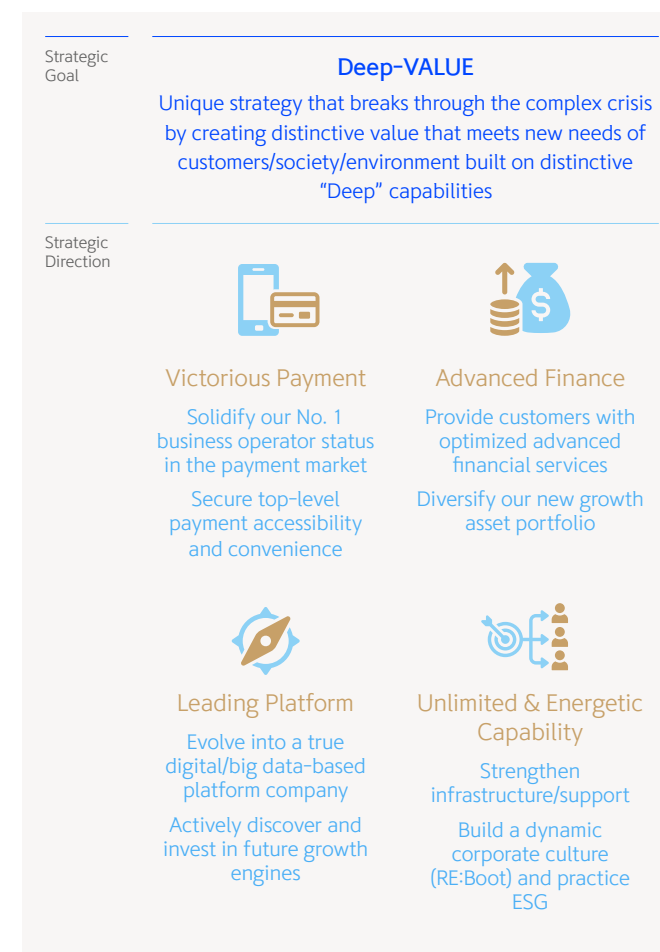 Strategic
Goal
Deep-VALUE
Unique strategy that breaks through the complex crisis
by creating distinctive value that meets new needs of
customers/society/environment built on distinctive
“Deep” capabilities
Strategic
Direction
$
Victorious Payment
Solidify our No. 1
business operator status
in the payment market
Secure top-level
payment accessibility
and convenience
Advanced Finance
Provide customers with
optimized advanced
financial services
Diversify our new growth
asset portfolio
Leading Platform
Evolve into a true
digital/big data-based
platform company
Actively discover and
invest in future growth
engines
Unlimited & Energetic
Capability
Strengthen
infrastructure/support
Build a dynamic
corporate culture
(RE:Boot) and practice
ESG